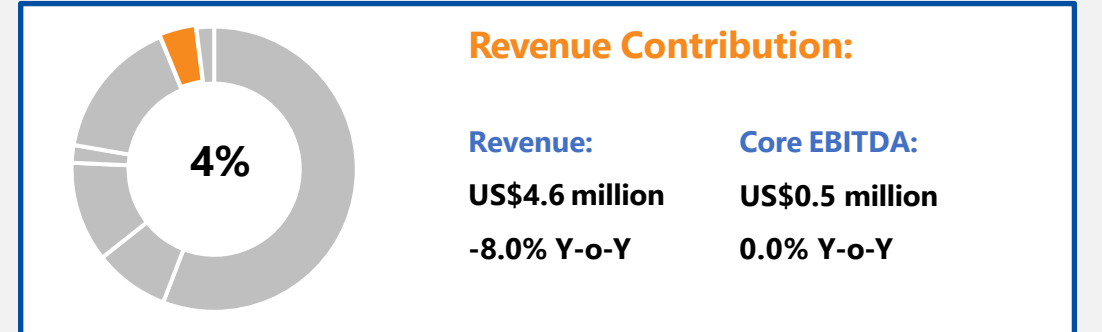 4%
Revenue Contribution:
Revenue:
US$4.6 million
-8.0% Y-o-Y
Core EBITDA:
US$0.5 million
0.0% Y-o-Y